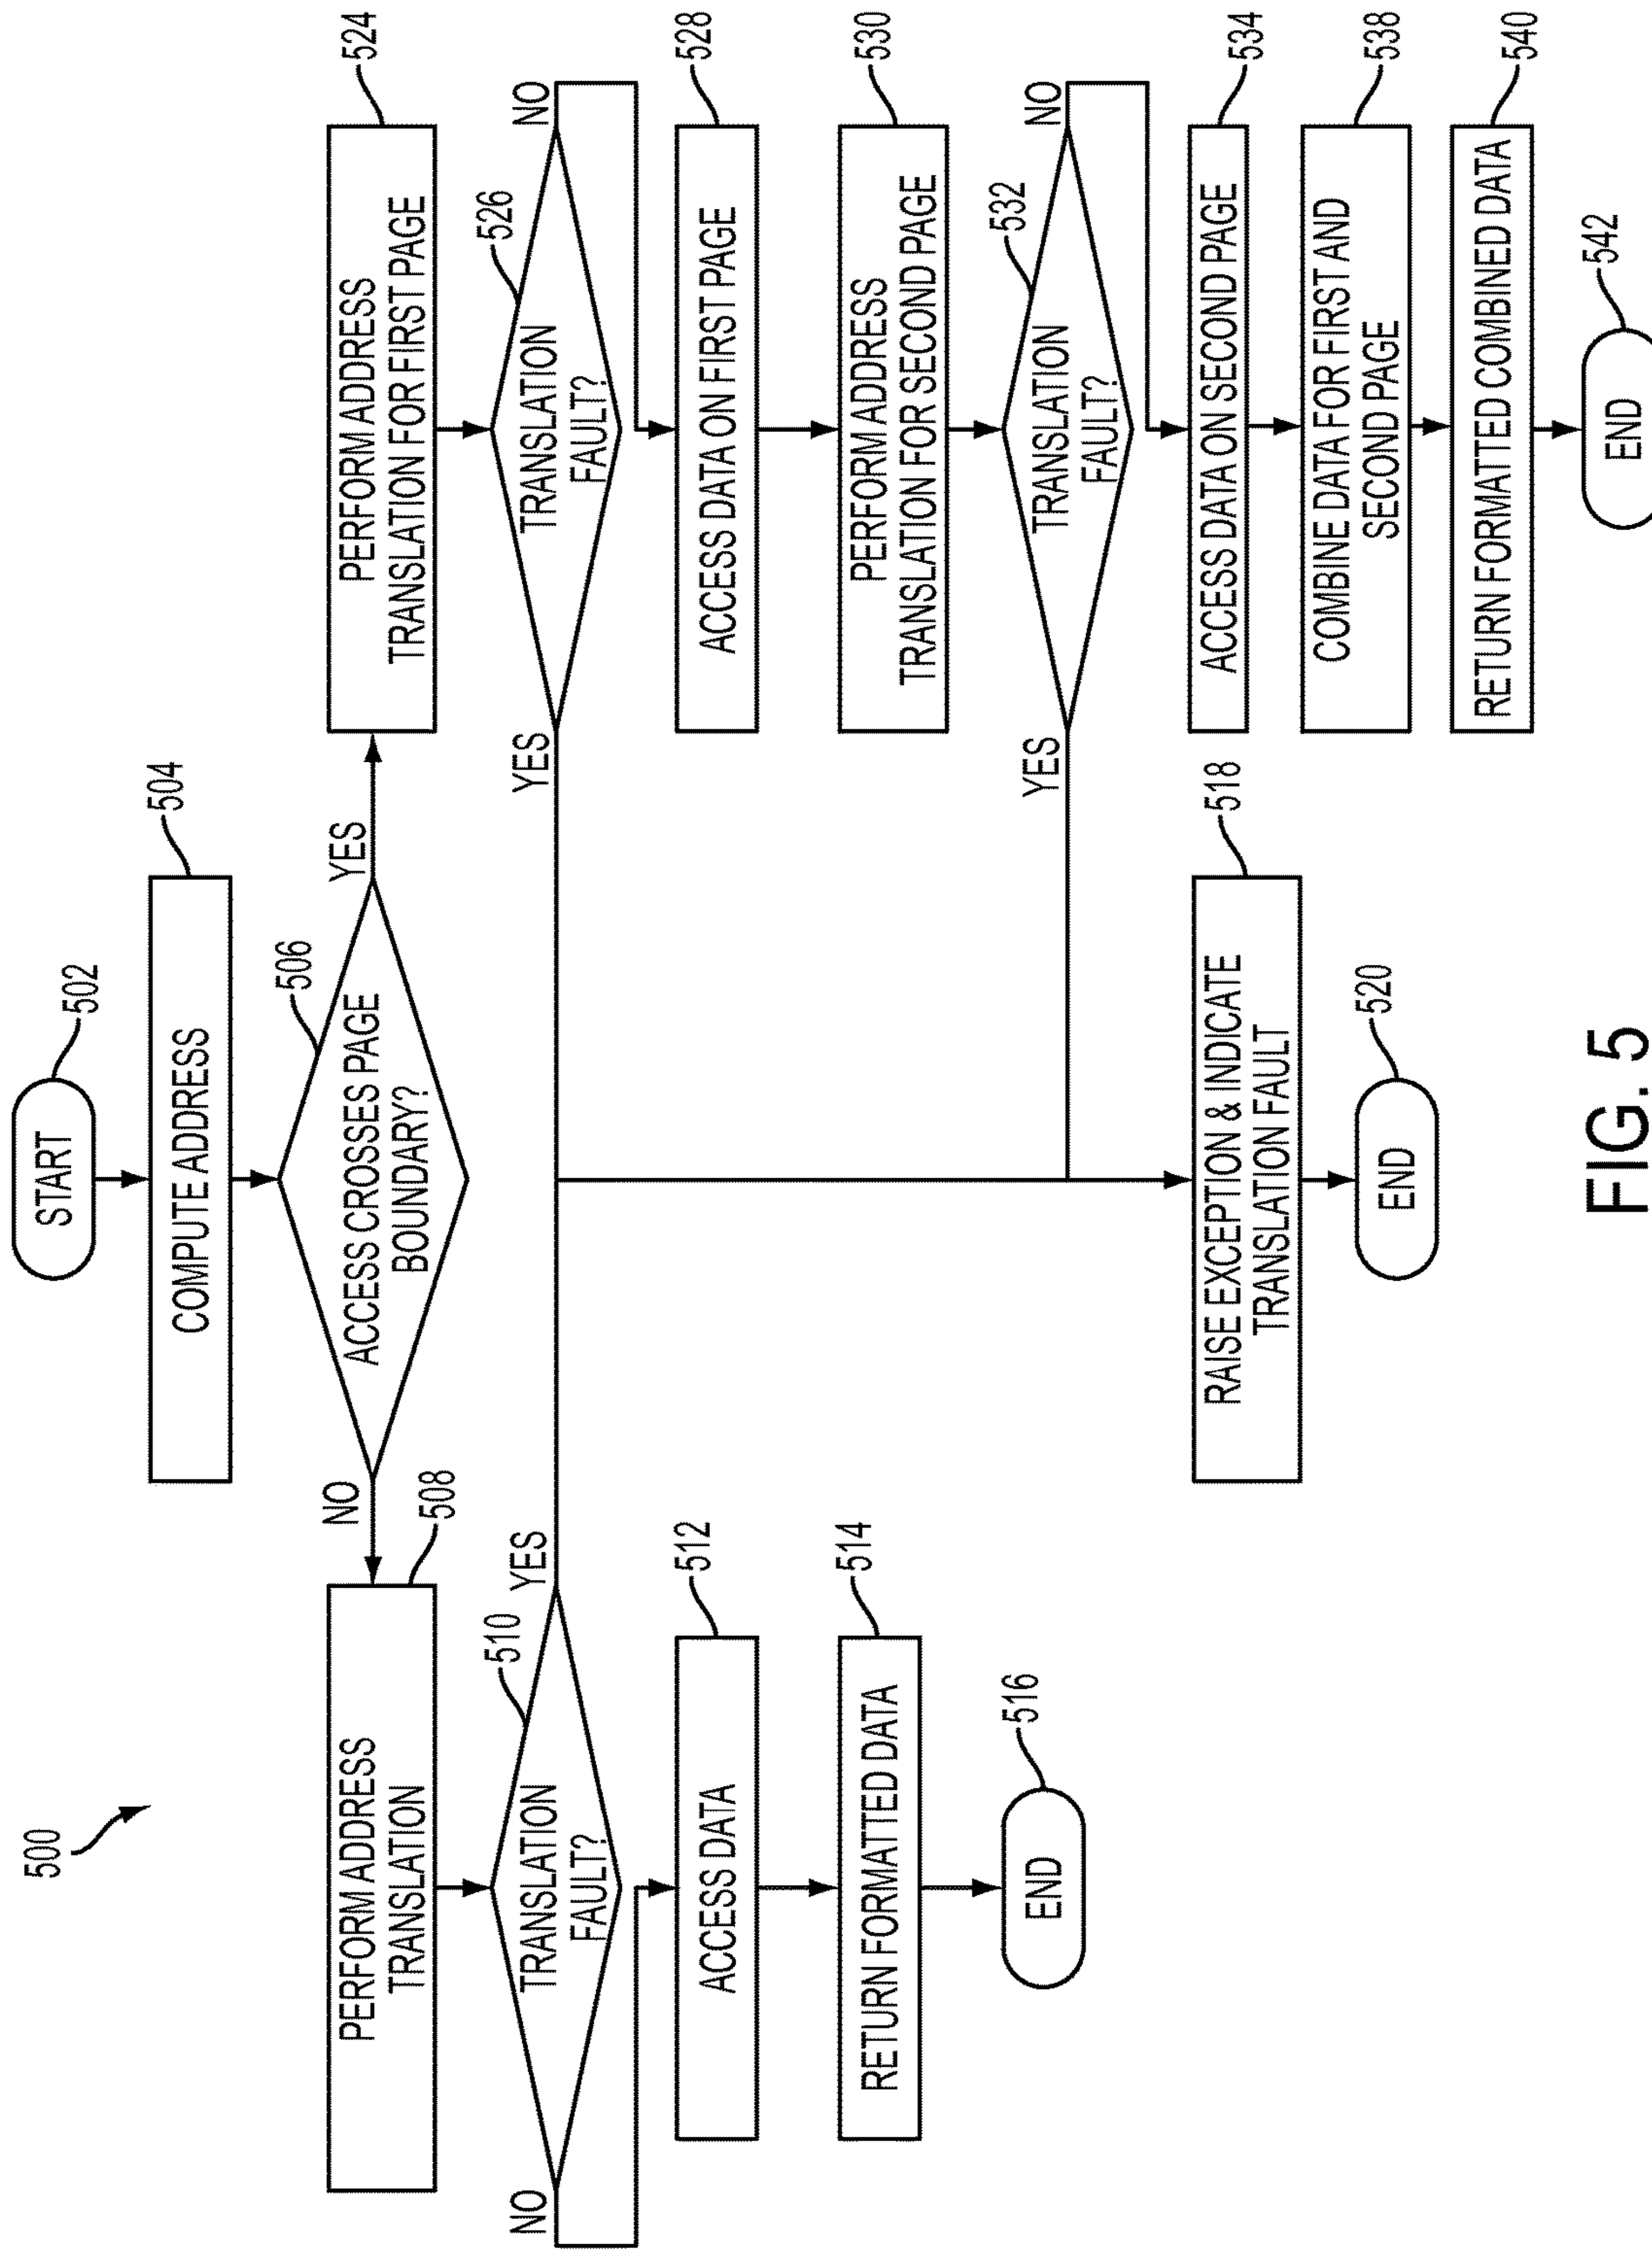 500
START
502
COMPUTE ADDRESS
504
ACCESS CROSSES PAGE
BOUNDARY?
506
NO
YES
PERFORM ADDRESS
TRANSLATION
508
TRANSLATION
FAULT?
510
NO
YES
ACCESS DATA
512
RETURN FORMATTED DATA
514
END
516
RAISE EXCEPTION & INDICATE
TRANSLATION FAULT
518
END
520
PERFORM ADDRESS
TRANSLATION FOR FIRST PAGE
524
TRANSLATION
FAULT?
526
YES
NO
ACCESS DATA ON FIRST PAGE
528
PERFORM ADDRESS
TRANSLATION FOR SECOND PAGE
530
TRANSLATION
FAULT?
532
YES
NO
ACCESS DATA ON SECOND PAGE
534
COMBINE DATA FOR FIRST AND
SECOND PAGE
538
RETURN FORMATTED COMBINED DATA
540
END
542
FIG. 5